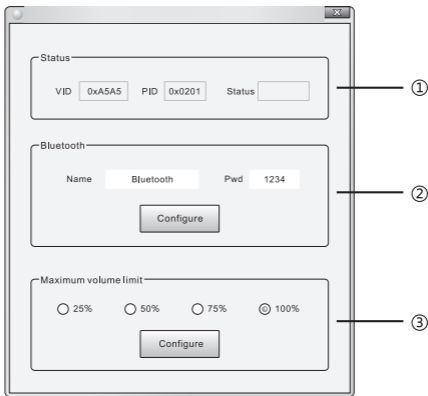 Status
VID 0xA5A5 PID 0x0201 Status
①
Bluetooth
Name Bluetooth Pwd 1234
②
Configure
Maximum volume limit
25% 50% 75% 100%
③
Configure